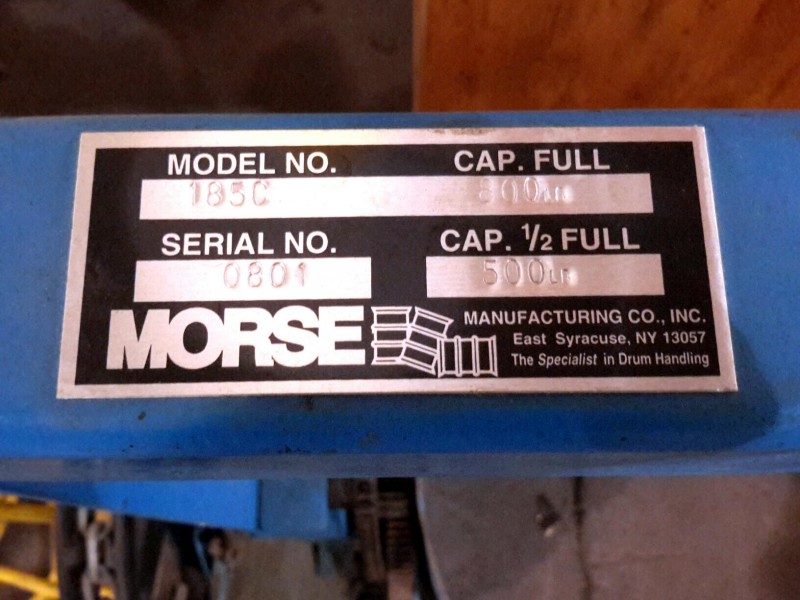 MODEL NO. CAP. FULL
185C 800LB
SERIAL NO. CAP. 1/2 FULL
0801 500LB
MORSE MANUFACTURING CO., INC.
East Syracuse, NY 13057
The Specialist in Drum Handling